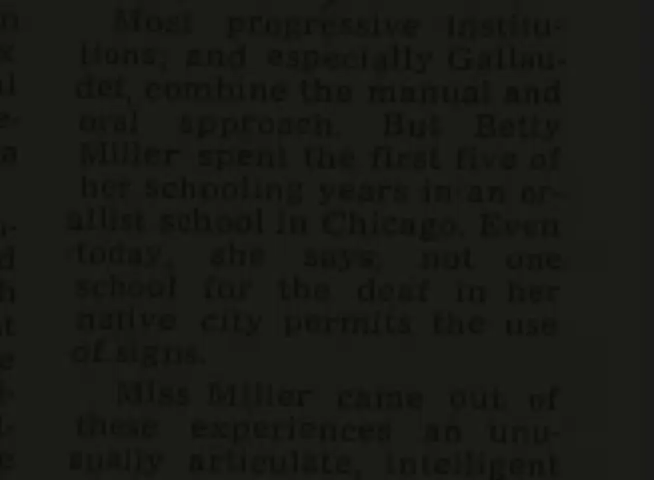 Most progressive institu-
tions, and especially Gallau-
det, combine the manual and
oral approach. But Betty
Miller spent the first five of
her schooling years in an or-
alist school in Chicago. Even
today, she says, not one
school for the deaf in her
native city permits the use
of signs.
Miss Miller came out of
these experiences an unu-
sually articulate, intelligent